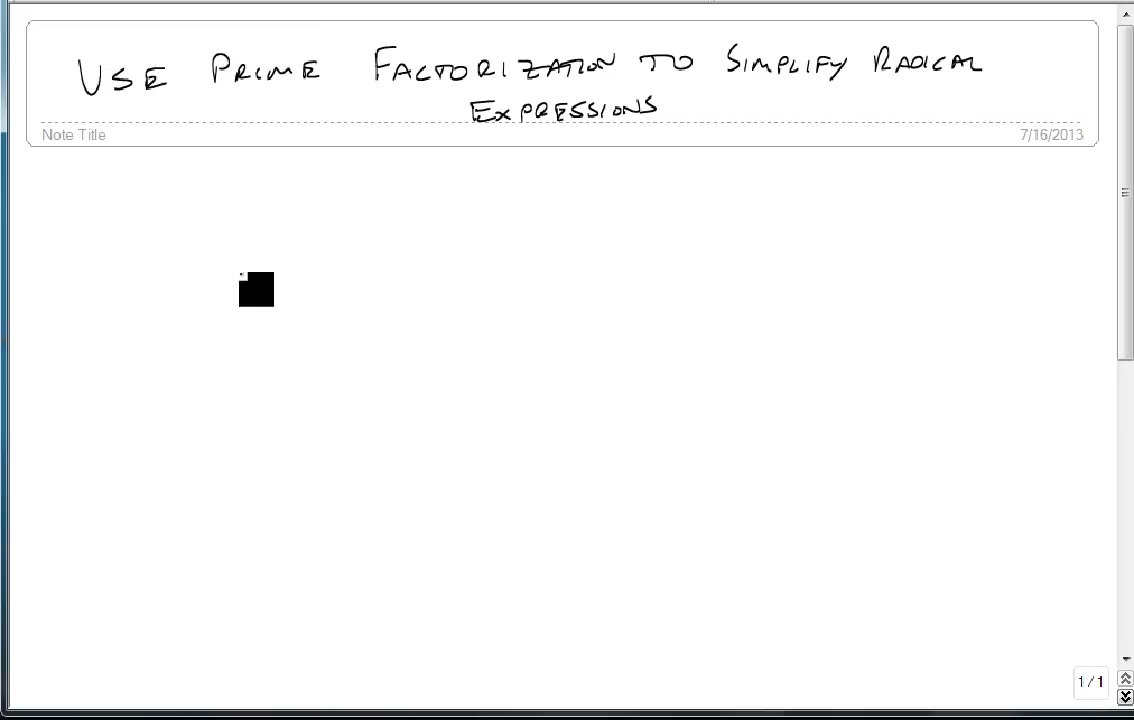 USE PRIME FACTORIZATION TO SIMPLIFY RADICAL
EXPRESSIONS
Note Title
7/16/2013
1 / 1